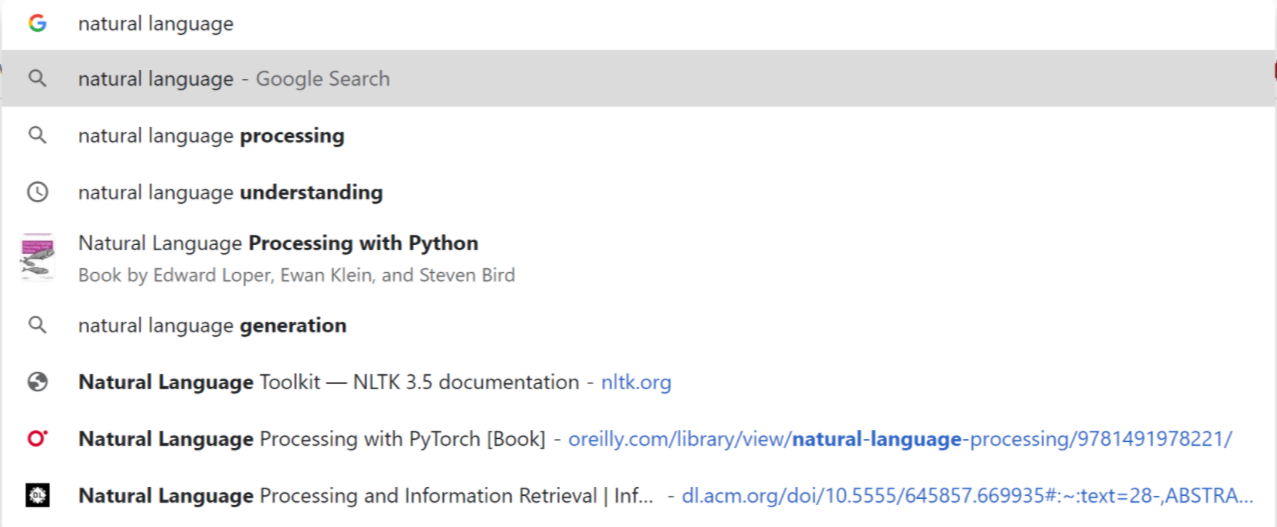 natural language
natural language - Google Search
natural language processing
natural language understanding
Natural Language Processing with Python
Book by Edward Loper, Ewan Klein, and Steven Bird
natural language generation
Natural Language Toolkit — NLTK 3.5 documentation - nltk.org
Natural Language Processing with PyTorch [Book] - oreilly.com/library/view/natural-language-processing/9781491978221/
Natural Language Processing and Information Retrieval | Inf... - dl.acm.org/doi/10.5555/645857.669935#:~:text=28-,ABSTRA...